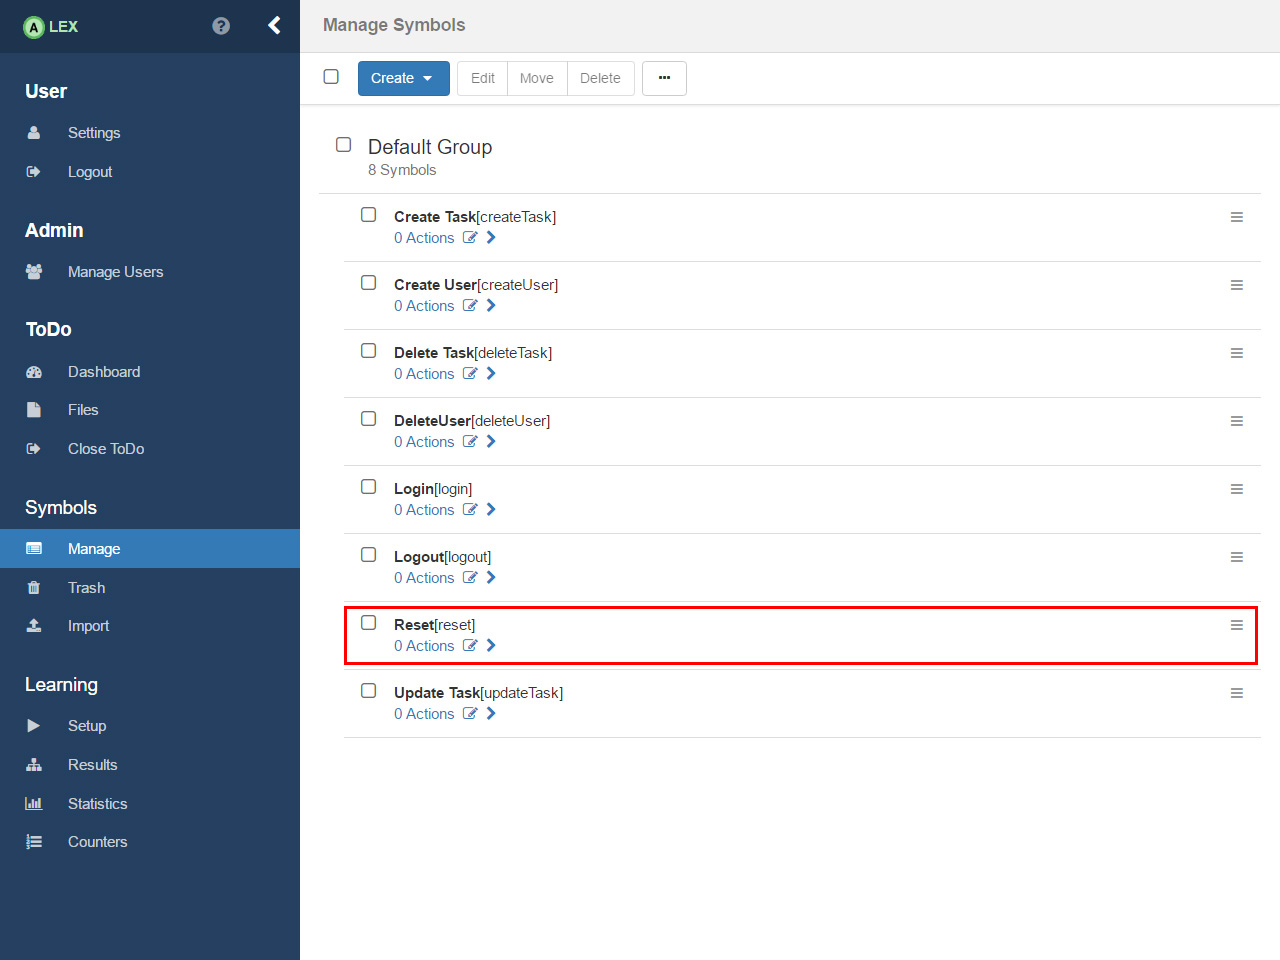 A LEX
?
User
Settings
Logout
Admin
Manage Users
ToDo
Dashboard
Files
Close ToDo
Symbols
Manage
Trash
Import
Learning
Setup
Results
Statistics
Counters
Manage Symbols
Create Edit Move Delete ...
Default Group
8 Symbols
Create Task[createTask]
0 Actions
Create User[createUser]
0 Actions
Delete Task[deleteTask]
0 Actions
DeleteUser[deleteUser]
0 Actions
Login[login]
0 Actions
Logout[logout]
0 Actions
Reset[reset]
0 Actions
Update Task[updateTask]
0 Actions